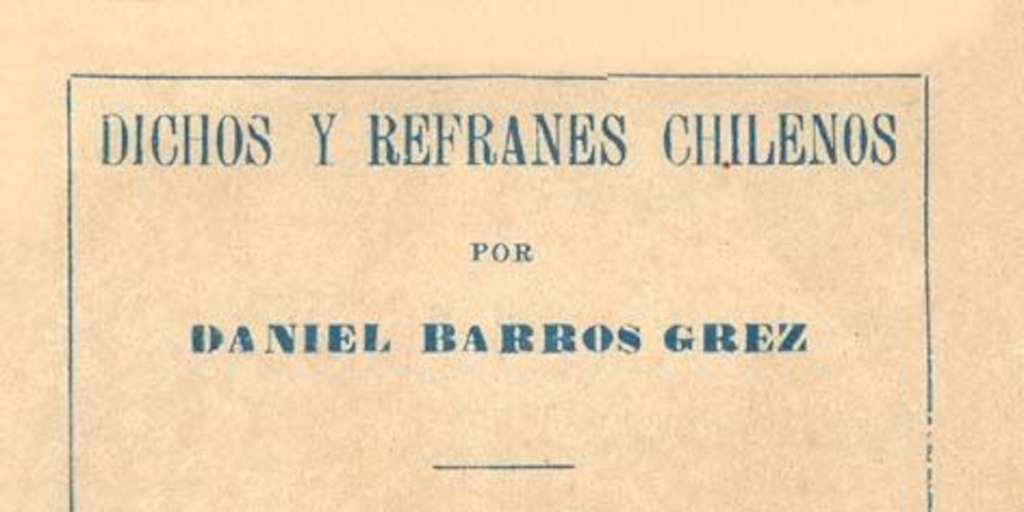 DICHOS Y REFRANES CHILENOS
POR
DANIEL BARROS GREZ